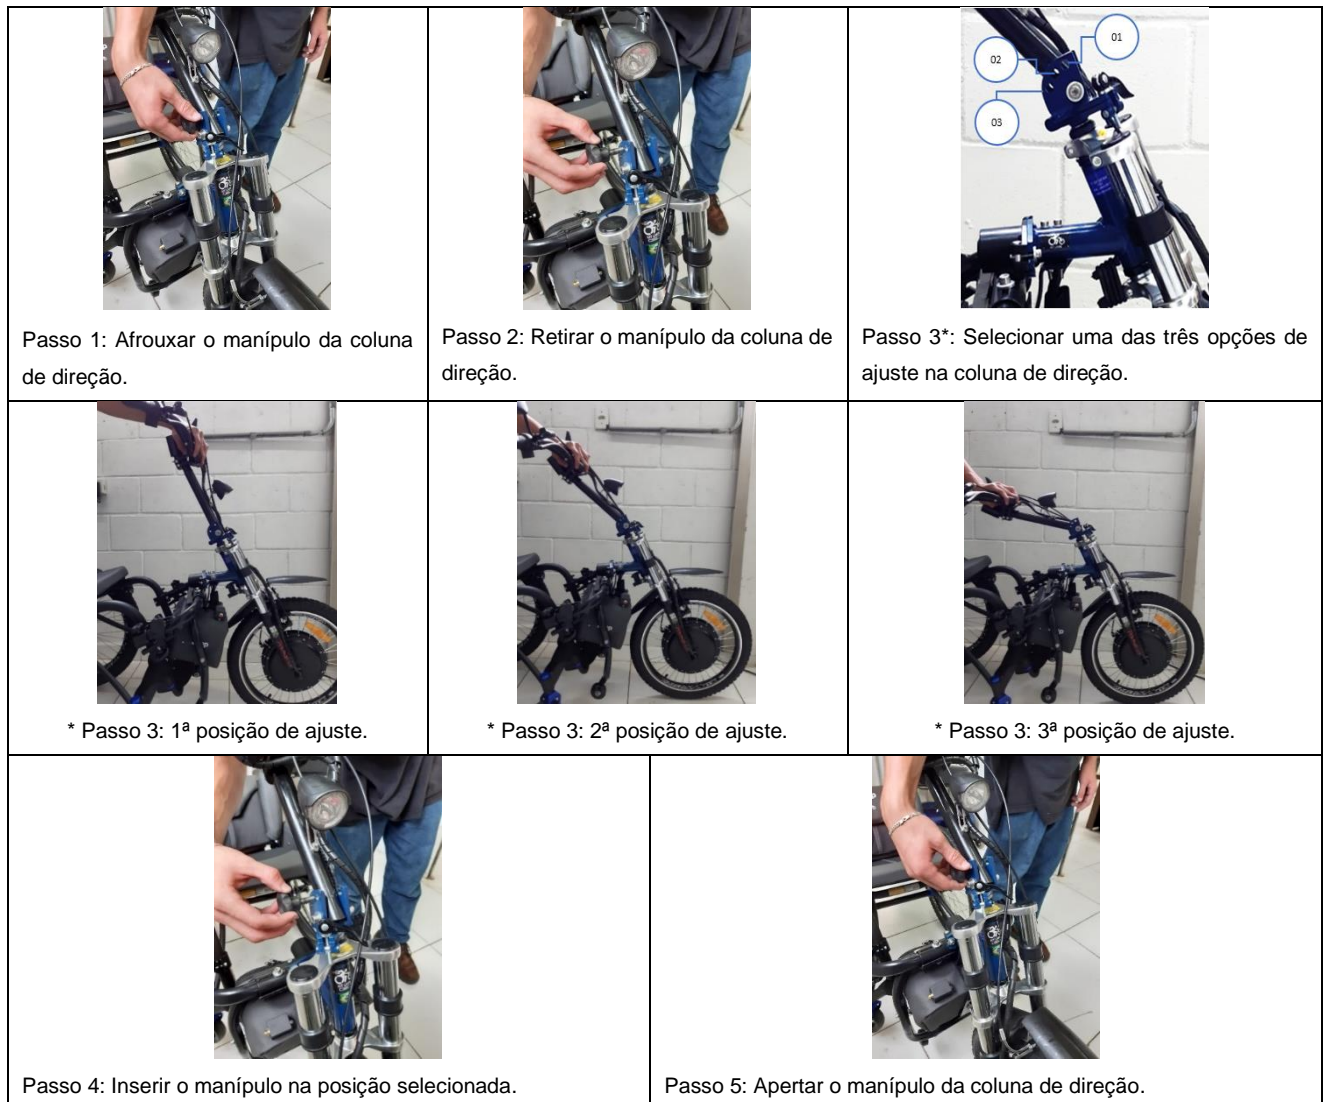 01
02
03
Passo 1: Afrouxar o manípulo da coluna
de direção.
Passo 2: Retirar o manípulo da coluna de
direção.
Passo 3*: Selecionar uma das três opções de
ajuste na coluna de direção.
* Passo 3: 1ª posição de ajuste.
* Passo 3: 2ª posição de ajuste.
* Passo 3: 3ª posição de ajuste.
Passo 4: Inserir o manípulo na posição selecionada.
Passo 5: Apertar o manípulo da coluna de direção.